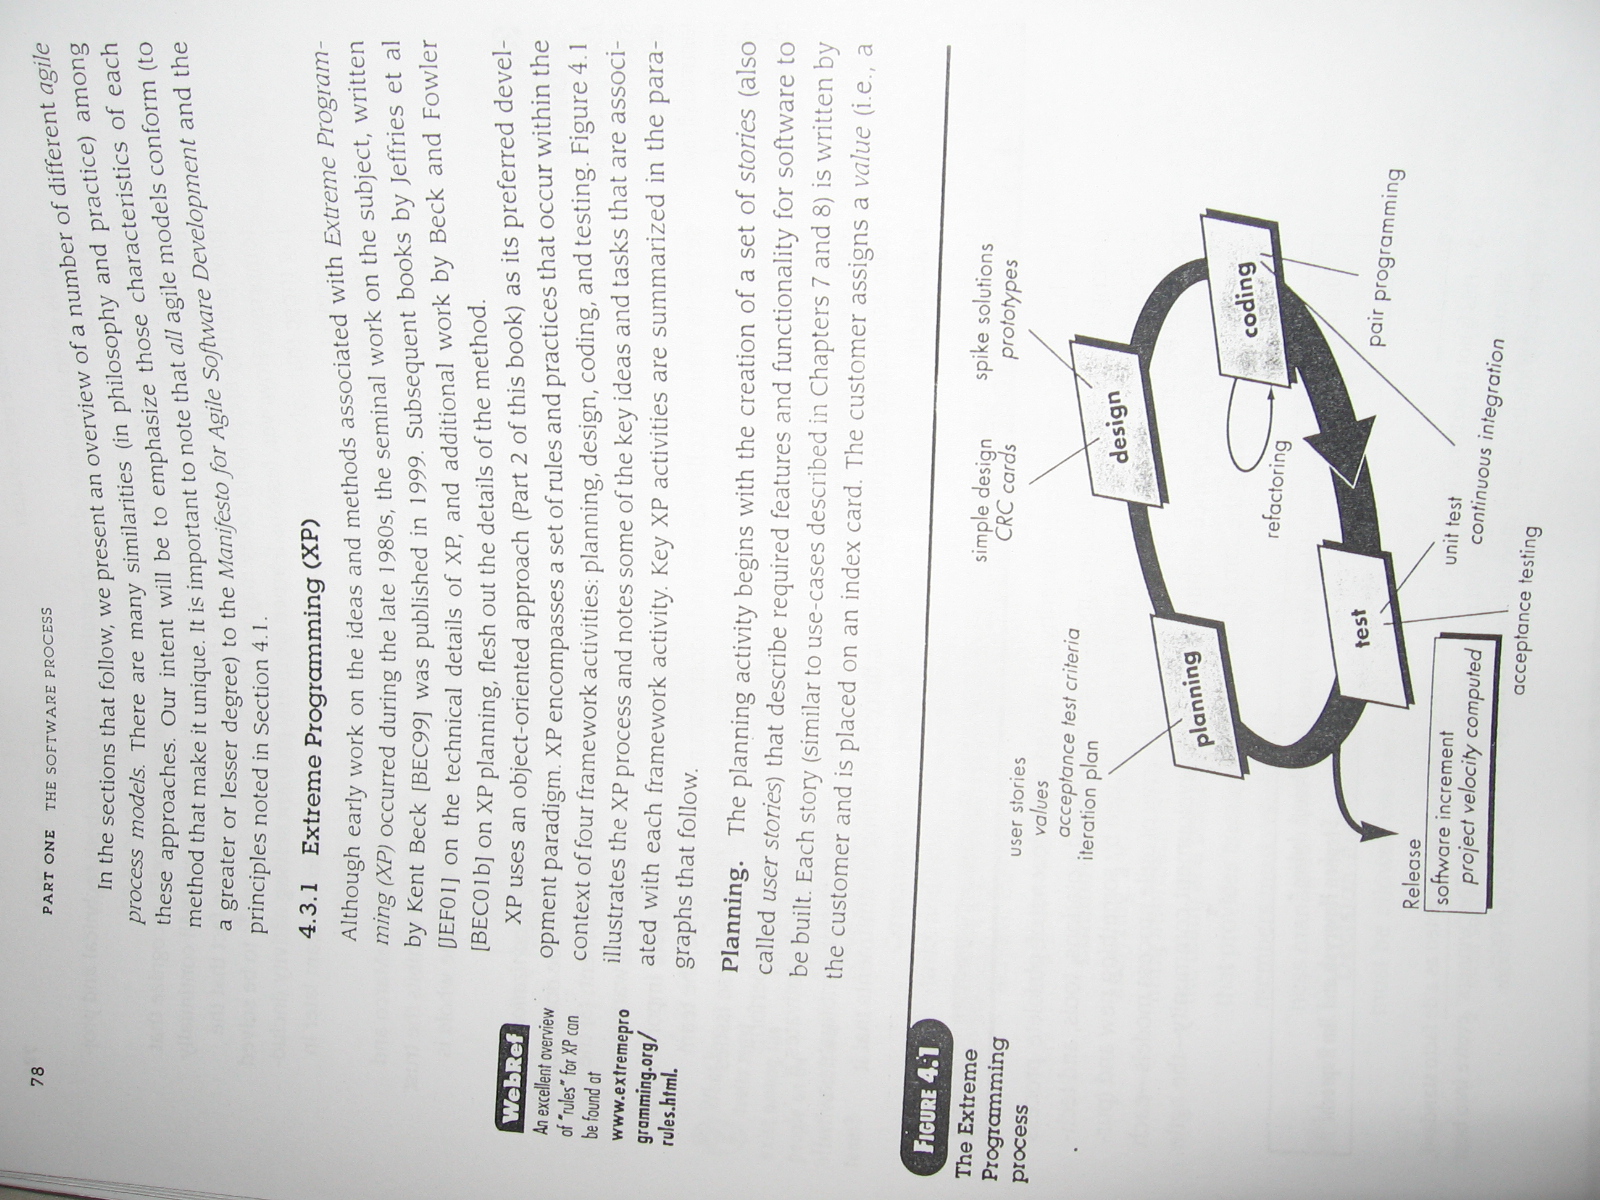 78
PART ONE THE SOFTWARE PROCESS
In the sections that follow, we present an overview of a number of different agile
process models. There are many similarities (in philosophy and practice) among
these approaches. Our intent will be to emphasize those characteristics of each
method that make it unique. It is important to note that all agile models conform (to
a greater or lesser degree) to the Manifesto for Agile Software Development and the
principles noted in Section 4.1.
4.3.1 Extreme Programming (XP)
Although early work on the ideas and methods associated with Extreme Program-
ming (XP) occurred during the late 1980s, the seminal work on the subject, written
by Kent Beck [BEC99] was published in 1999. Subsequent books by Jeffries et al
[JEF01] on the technical details of XP, and additional work by Beck and Fowler
[BEC01b] on XP planning, flesh out the details of the method.
XP uses an object-oriented approach (Part 2 of this book) as its preferred devel-
opment paradigm. XP encompasses a set of rules and practices that occur within the
context of four framework activities: planning, design, coding, and testing. Figure 4.1
illustrates the XP process and notes some of the key ideas and tasks that are associ-
ated with each framework activity. Key XP activities are summarized in the para-
graphs that follow.
WebRef
An excellent overview
of "rules" for XP can
be found at
www.extremepro
gramming.org/
rules.html.
Planning. The planning activity begins with the creation of a set of stories (also
called user stories) that describe required features and functionality for software to
be built. Each story (similar to use-cases described in Chapters 7 and 8) is written by
the customer and is placed on an index card. The customer assigns a value (i.e., a
FIGURE 4.1
The Extreme
Programming
process
user stories
values
acceptance test criteria
iteration plan
simple design
CRC cards
spike solutions
prototypes
design
planning
coding
refactoring
test
pair programming
Release
software increment
project velocity computed
unit test
continuous integration
acceptance testing